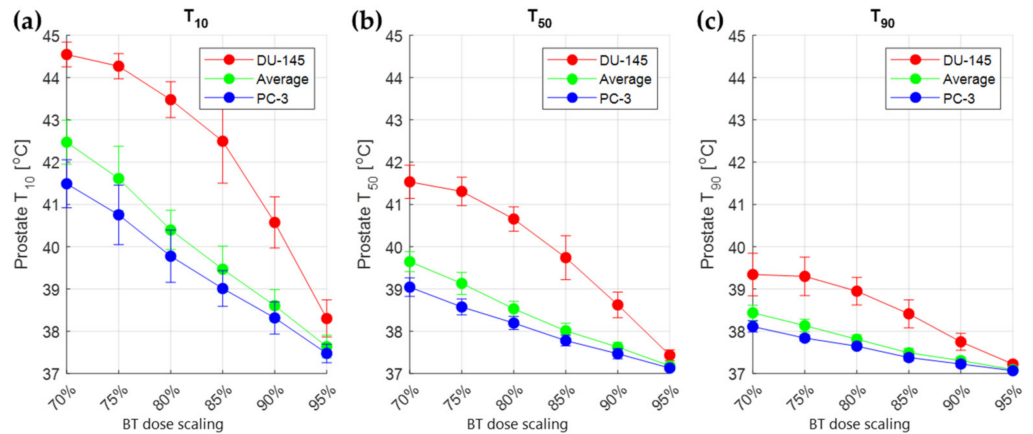 (a)
T10
45
44
43
42
41
40
39
38
37
Prostate T10 [°C]
DU-145
Average
PC-3
70%
75%
80%
85%
90%
95%
BT dose scaling
(b)
T50
45
44
43
42
41
40
39
38
37
Prostate T50 [°C]
DU-145
Average
PC-3
70%
75%
80%
85%
90%
95%
BT dose scaling
(c)
T90
45
44
43
42
41
40
39
38
37
Prostate T90 [°C]
DU-145
Average
PC-3
70%
75%
80%
85%
90%
95%
BT dose scaling